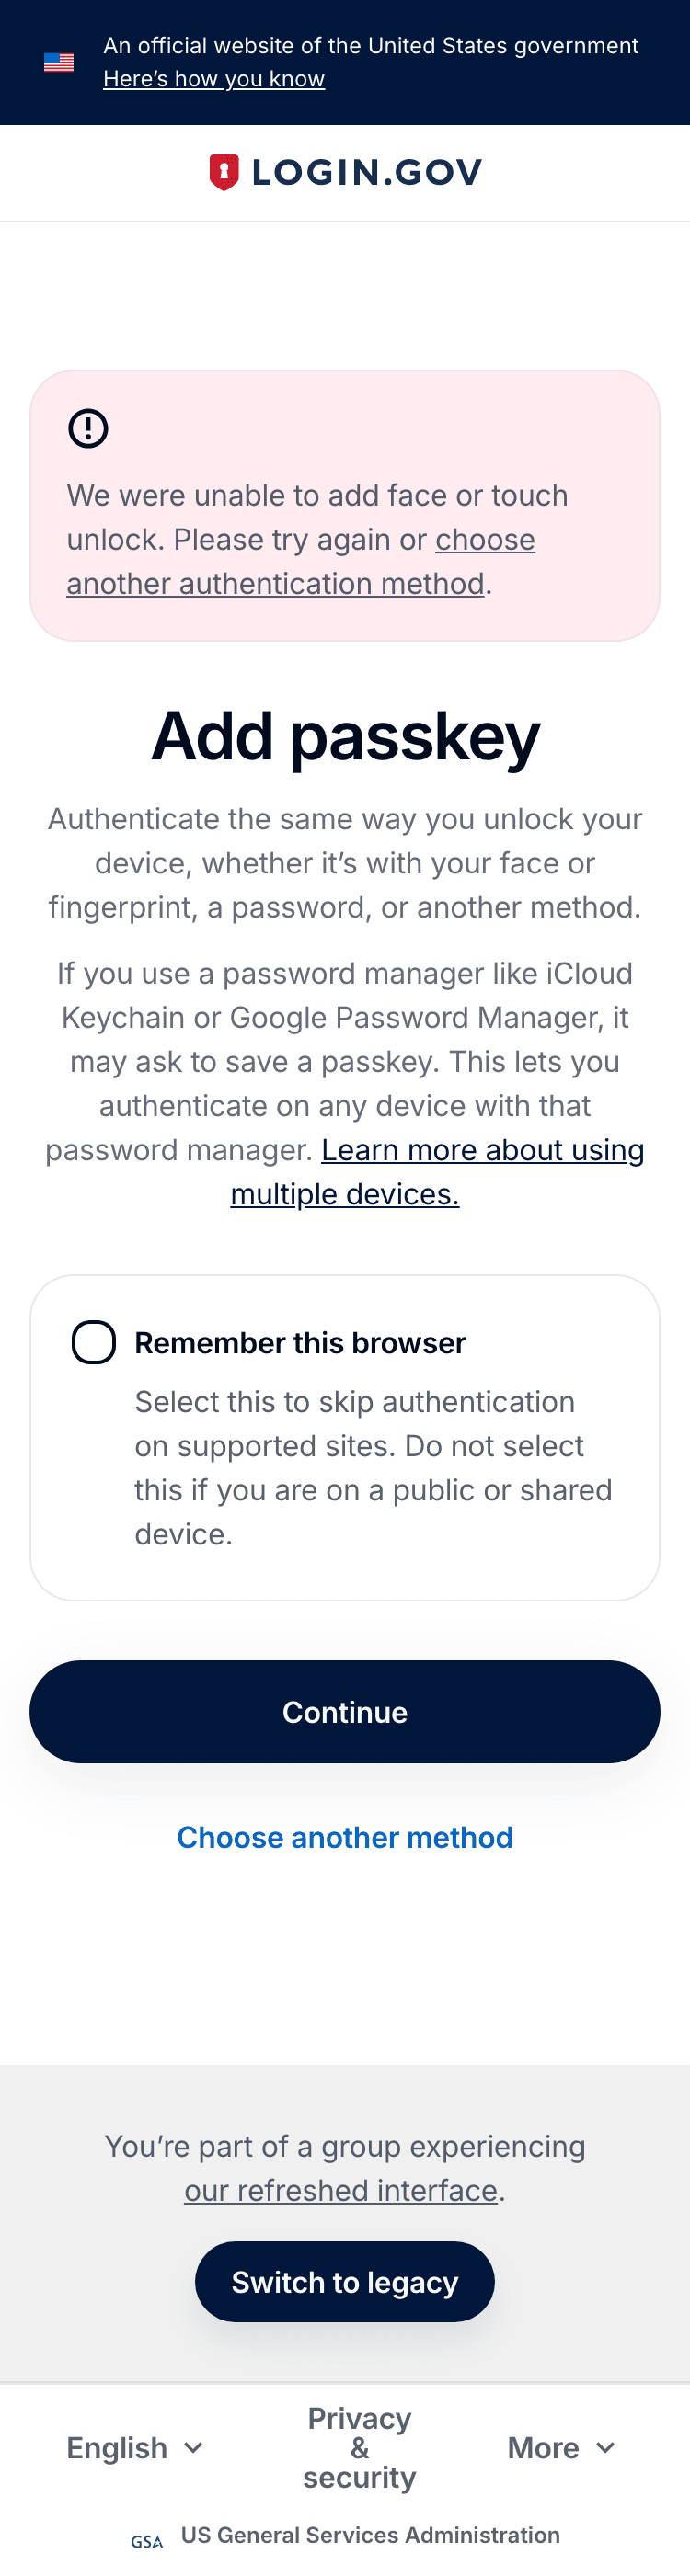 An official website of the United States government
Here’s how you know
LOGIN.GOV
We were unable to add face or touch
unlock. Please try again or choose
another authentication method.
Add passkey
Authenticate the same way you unlock your
device, whether it’s with your face or
fingerprint, a password, or another method.
If you use a password manager like iCloud
Keychain or Google Password Manager, it
may ask to save a passkey. This lets you
authenticate on any device with that
password manager. Learn more about using
multiple devices.
Remember this browser
Select this to skip authentication
on supported sites. Do not select
this if you are on a public or shared
device.
Continue
Choose another method
You’re part of a group experiencing
our refreshed interface.
Switch to legacy
English
Privacy
&
security
More
GSA US General Services Administration